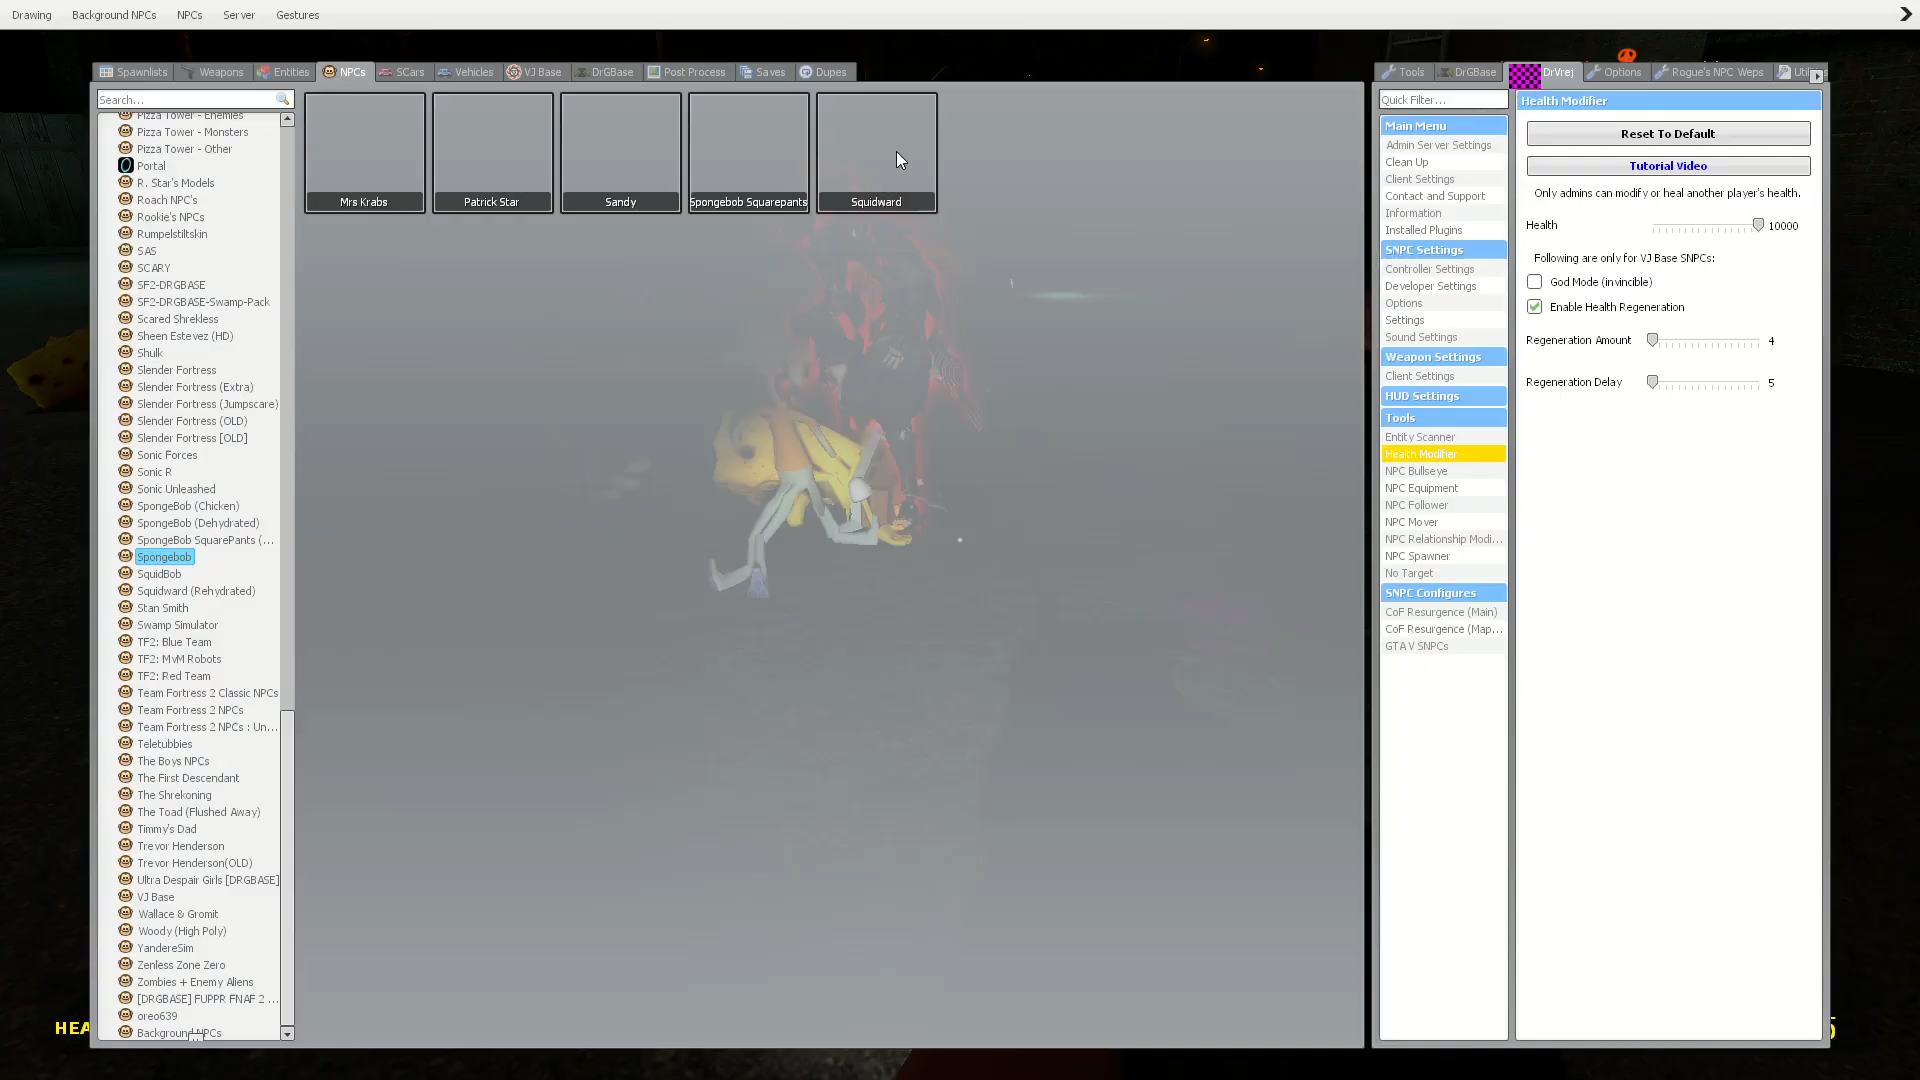 Drawing Background NPCs NPCs Server Gestures
Spawnlists Weapons Entities NPCs SCars Vehicles VJ Base DrGBase Post Process Saves Dupes
Tools DrGBase DrVrej Options Rogue's NPC Weps Utili
Search...
Pizza Tower - Enemies
Pizza Tower - Monsters
Pizza Tower - Other
Portal
R. Star's Models
Roach NPC's
Rookie's NPCs
Rumpelstiltskin
SAS
SCARY
SF2-DRGBASE
SF2-DRGBASE-Swamp-Pack
Scared Shrekless
Sheen Estevez (HD)
Shulk
Slender Fortress
Slender Fortress (Extra)
Slender Fortress (Jumpscare)
Slender Fortress (OLD)
Slender Fortress [OLD]
Sonic Forces
Sonic R
Sonic Unleashed
SpongeBob (Chicken)
SpongeBob (Dehydrated)
SpongeBob SquarePants (...
Spongebob
SquidBob
Squidward (Rehydrated)
Stan Smith
Swamp Simulator
TF2: Blue Team
TF2: MvM Robots
TF2: Red Team
Team Fortress 2 Classic NPCs
Team Fortress 2 NPCs
Team Fortress 2 NPCs : Un...
Teletubbies
The Boys NPCs
The First Descendant
The Shrekoning
The Toad (Flushed Away)
Timmy's Dad
Trevor Henderson
Trevor Henderson(OLD)
Ultra Despair Girls [DRGBASE]
VJ Base
Wallace & Gromit
Woody (High Poly)
YandereSim
Zenless Zone Zero
Zombies + Enemy Aliens
[DRGBASE] FUPPR FNAF 2 ...
oreo639
Background NPCs
Mrs Krabs
Patrick Star
Sandy
Spongebob Squarepants
Squidward
Quick Filter...
Main Menu
Admin Server Settings
Clean Up
Client Settings
Contact and Support
Information
Installed Plugins
SNPC Settings
Controller Settings
Developer Settings
Options
Settings
Sound Settings
Weapon Settings
Client Settings
HUD Settings
Tools
Entity Scanner
Health Modifier
NPC Bullseye
NPC Equipment
NPC Follower
NPC Mover
NPC Relationship Modi...
NPC Spawner
No Target
SNPC Configures
CoF Resurgence (Main)
CoF Resurgence (Map...
GTA V SNPCs
Health Modifier
Reset To Default
Tutorial Video
Only admins can modify or heal another player's health.
Health 10000
Following are only for VJ Base SNPCs:
God Mode (invincible)
Enable Health Regeneration
Regeneration Amount 4
Regeneration Delay 5
HEA